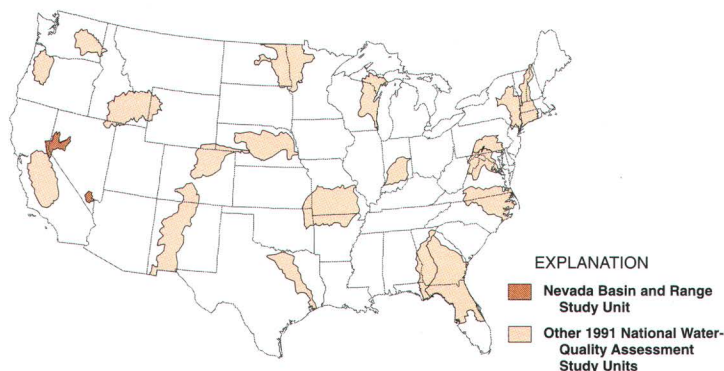 EXPLANATION
Nevada Basin and Range
Study Unit
Other 1991 National Water-
Quality Assessment
Study Units